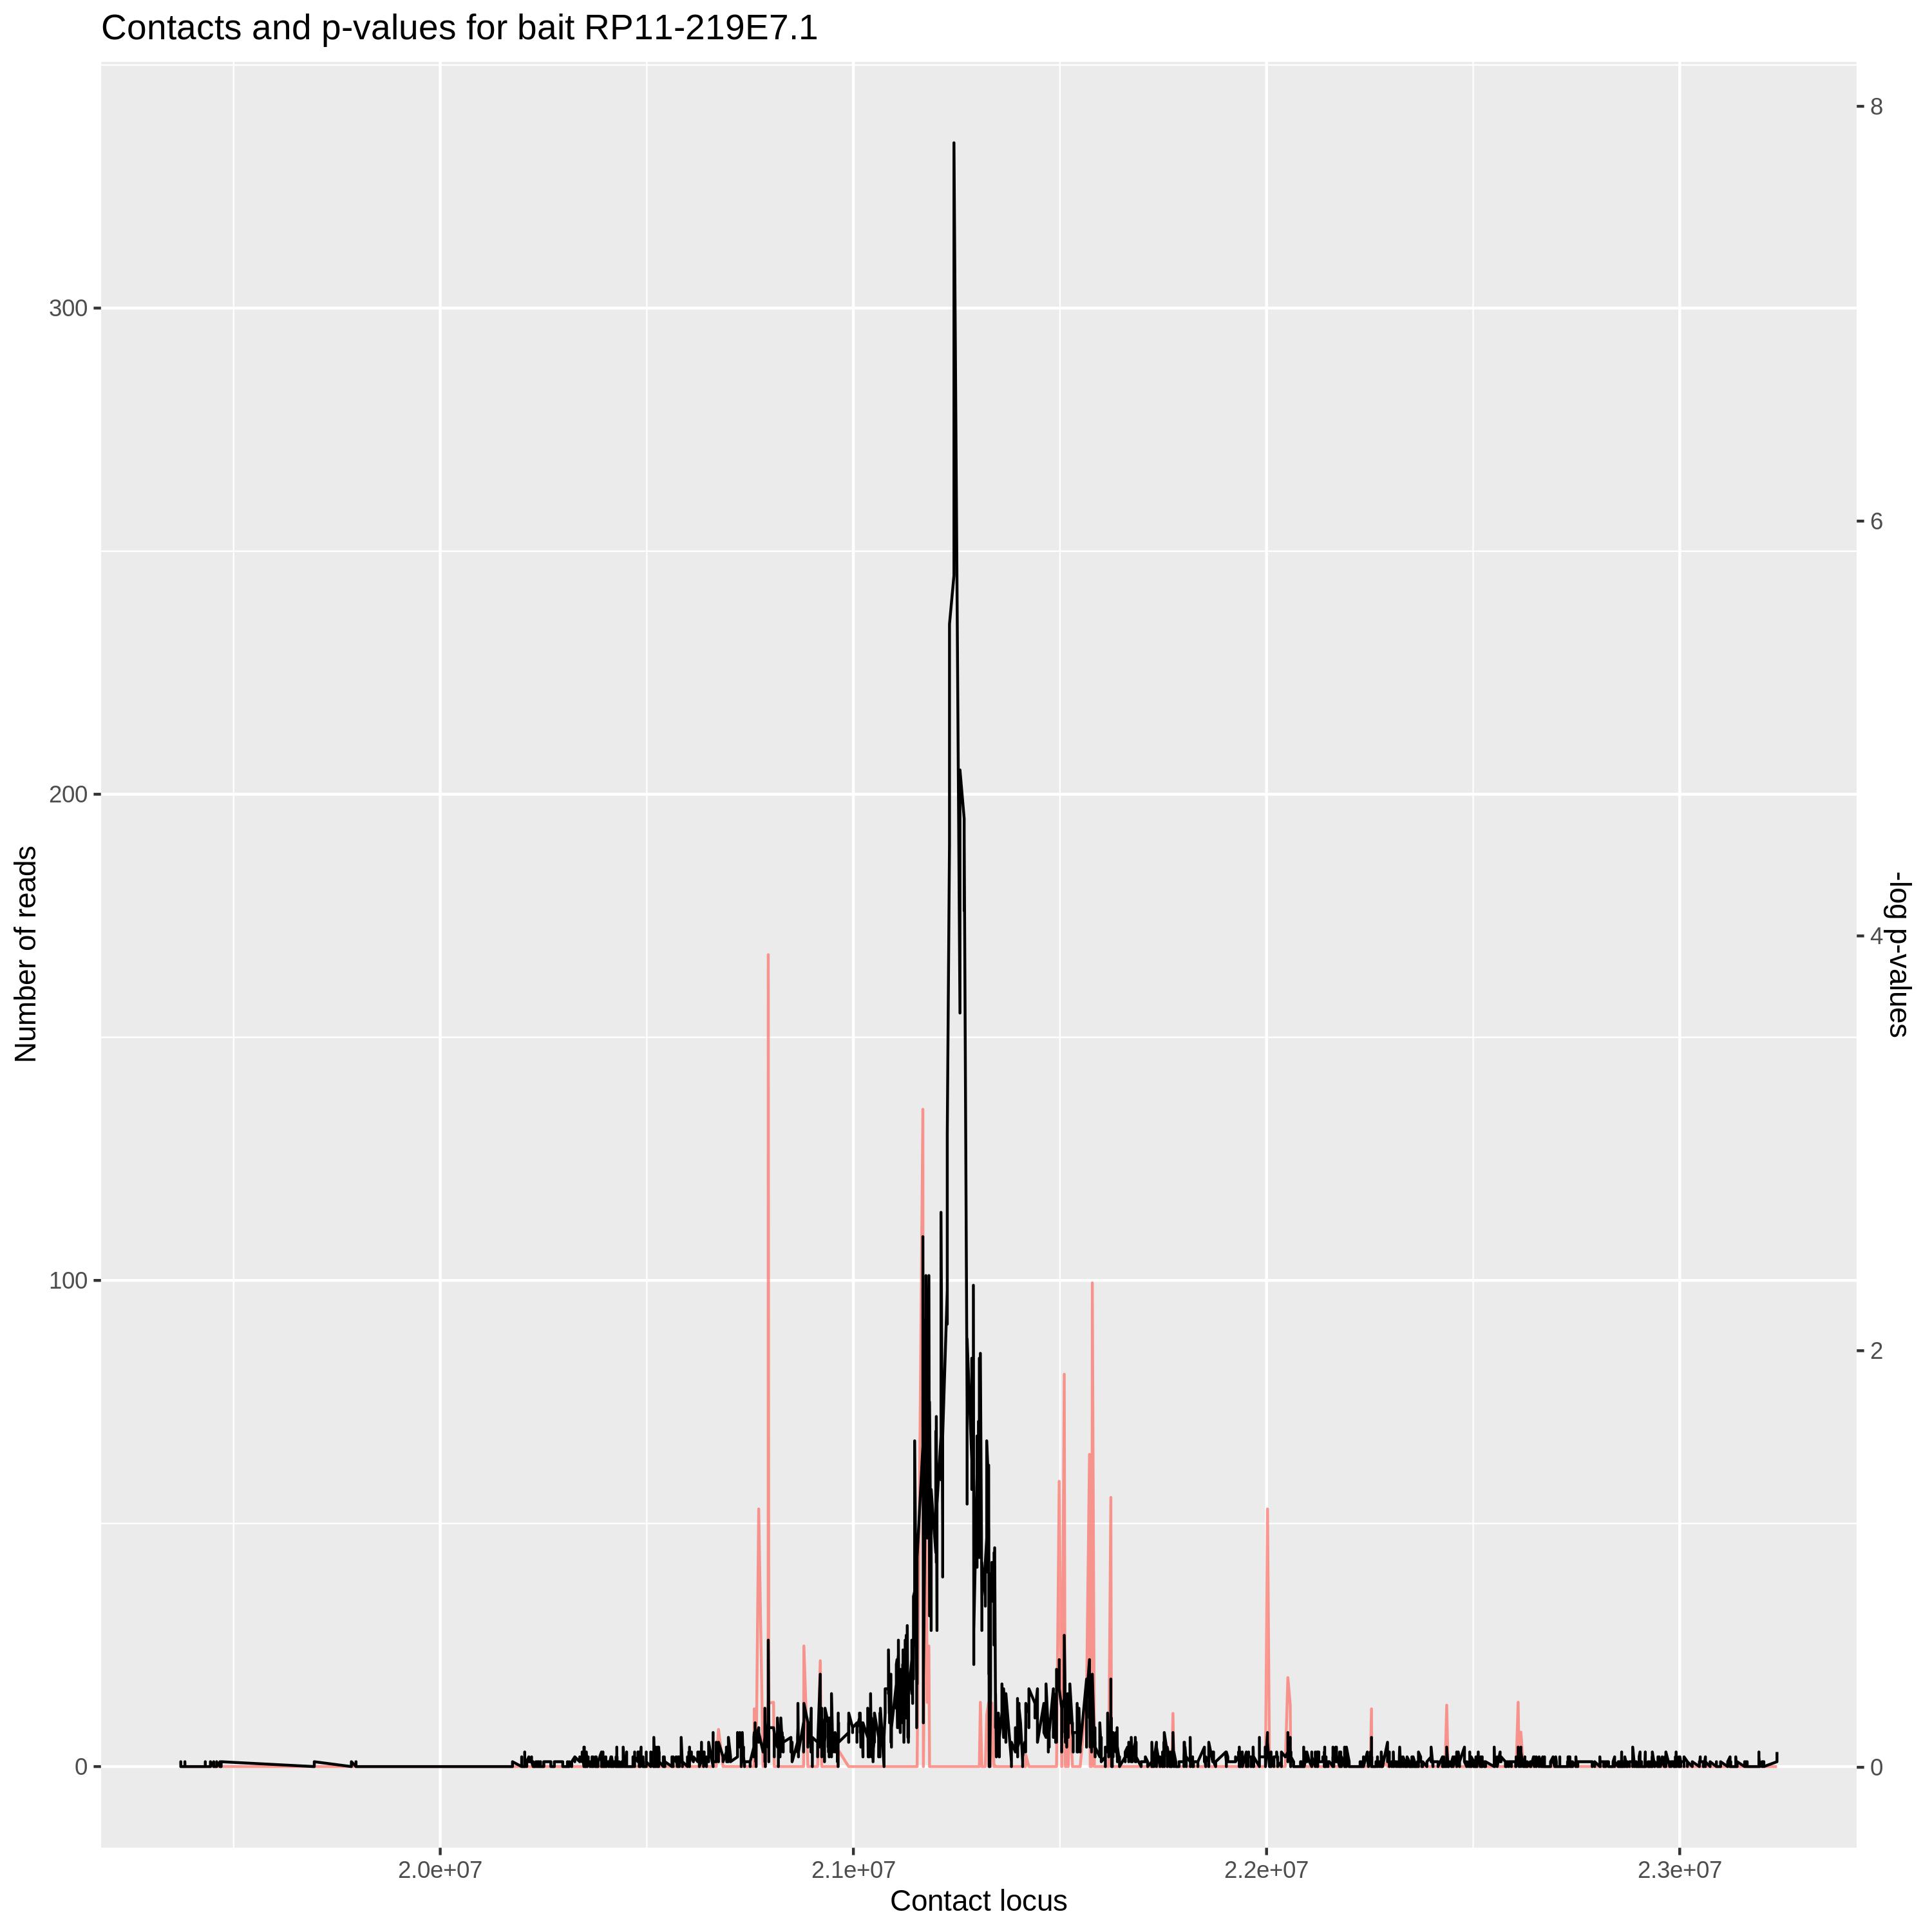 Contacts and p-values for bait RP11-219E7.1
Number of reads
300
200
100
0
8
6
4
2
0
-log p-values
2.0e+07
2.1e+07
2.2e+07
2.3e+07
Contact locus